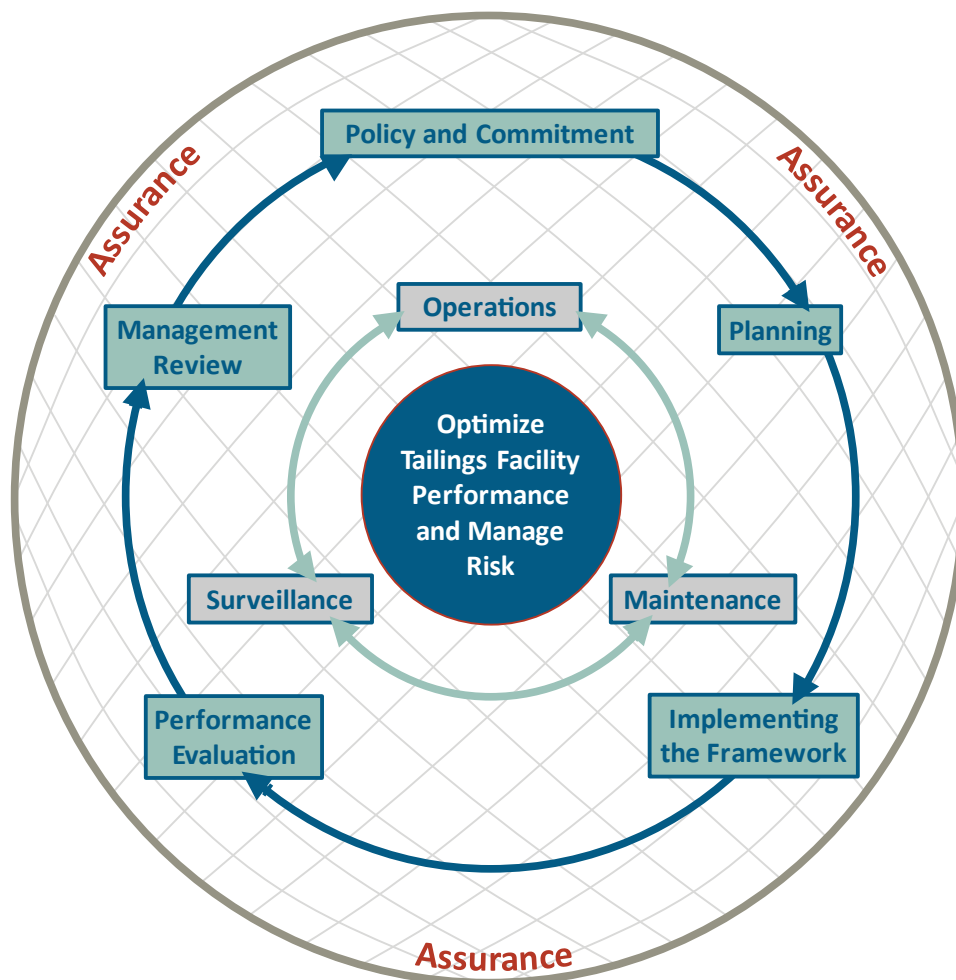 Policy and Commitment
Assurance
Assurance
Operations
Management
Review
Planning
Optimize
Tailings Facility
Performance
and Manage
Risk
Surveillance
Maintenance
Performance
Evaluation
Implementing
the Framework
Assurance